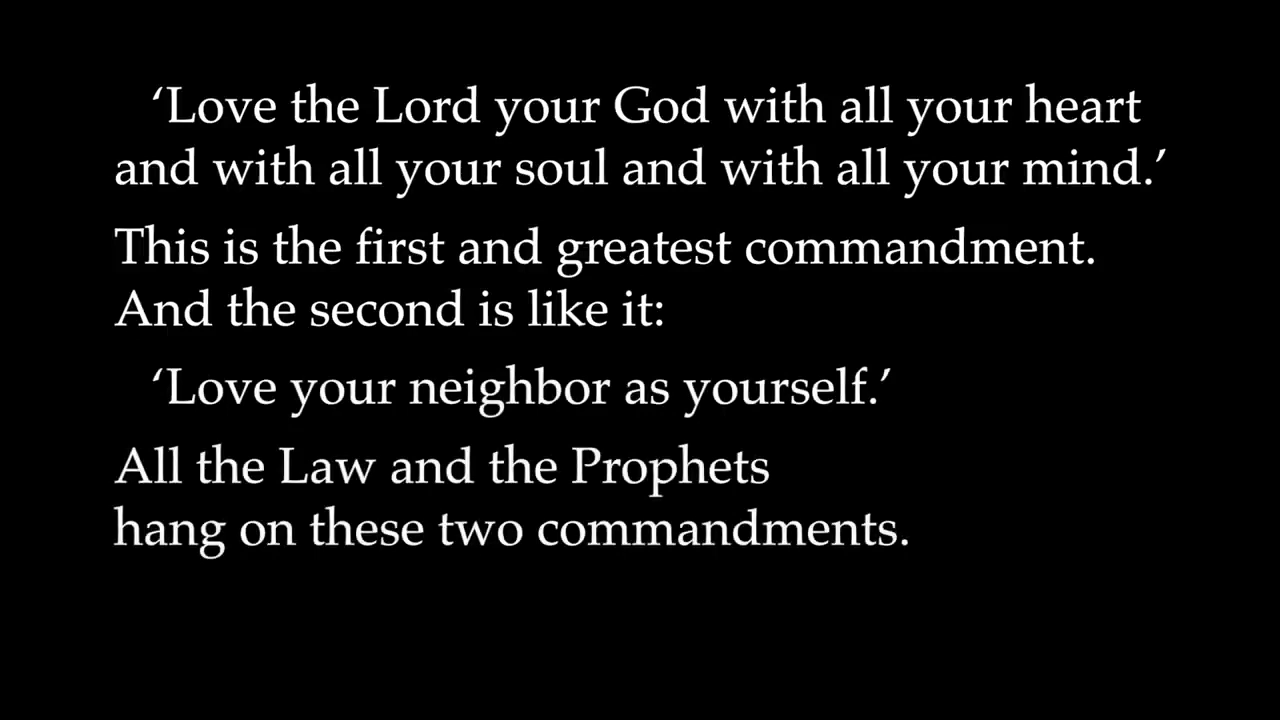 ‘Love the Lord your God with all your heart
and with all your soul and with all your mind.’
This is the first and greatest commandment.
And the second is like it:
‘Love your neighbor as yourself.’
All the Law and the Prophets
hang on these two commandments.